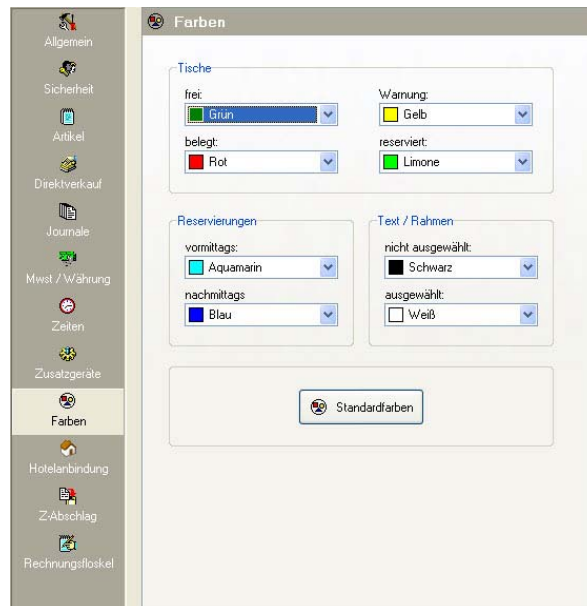 Allgemein
Sicherheit
Artikel
Direktverkauf
Journale
Mwst / Währung
Zeiten
Zusatzgeräte
Farben
Hotelanbindung
Z-Abschlag
Rechnungsfloskel
Farben
Tische
frei:
Grün
Warnung:
Gelb
belegt:
Rot
reserviert:
Limone
Reservierungen
vormittags:
Aquamarin
nachmittags
Blau
Text / Rahmen
nicht ausgewählt:
Schwarz
ausgewählt:
Weiß
Standardfarben